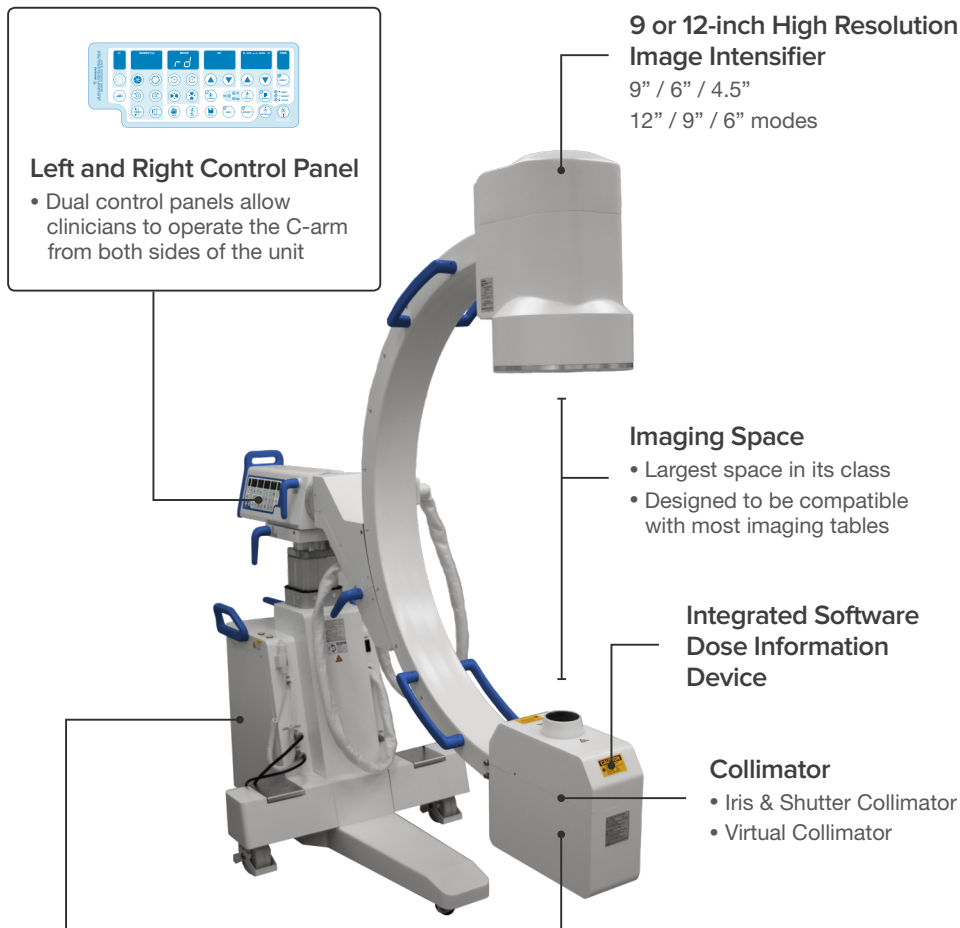 9 or 12-inch High Resolution
Image Intensifier
9” / 6” / 4.5”
12” / 9” / 6” modes
rd
Left and Right Control Panel
• Dual control panels allow
clinicians to operate the C-arm
from both sides of the unit
Imaging Space
• Largest space in its class
• Designed to be compatible
with most imaging tables
Integrated Software
Dose Information
Device
CAUTION
Collimator
• Iris & Shutter Collimator
• Virtual Collimator